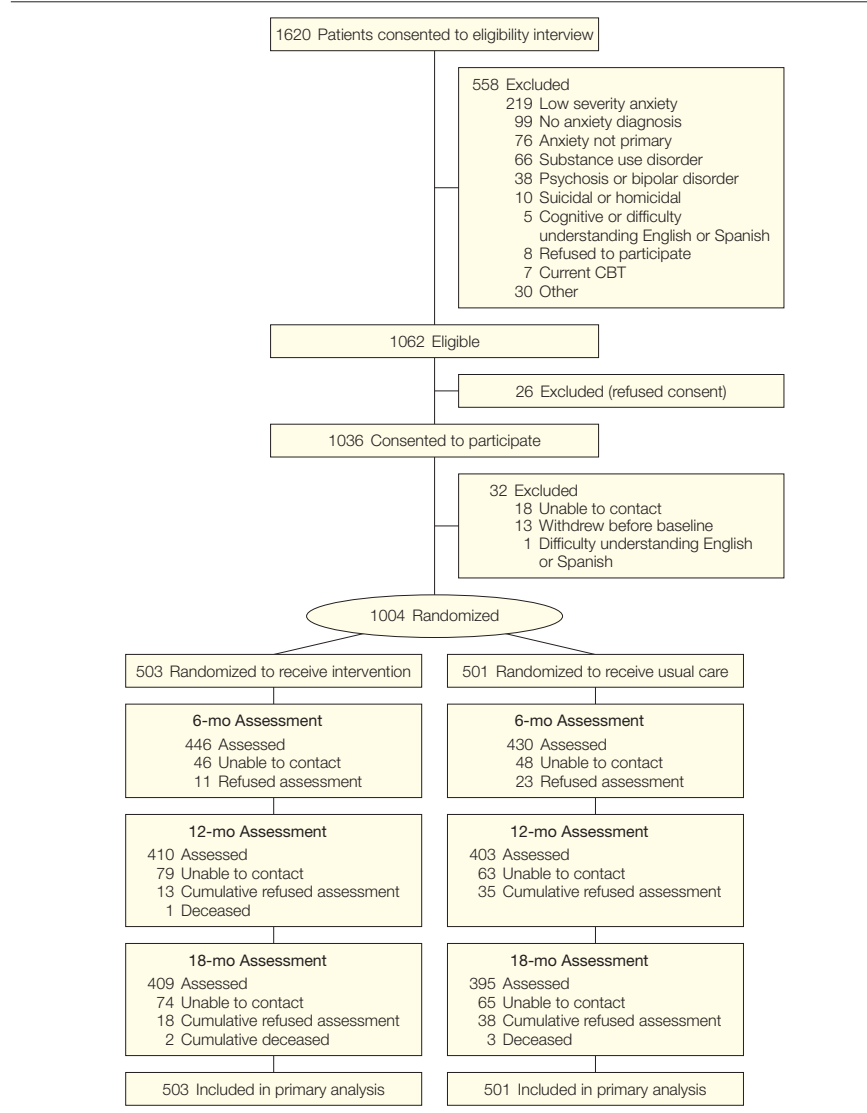 1620 Patients consented to eligibility interview
558 Excluded
219 Low severity anxiety
99 No anxiety diagnosis
76 Anxiety not primary
66 Substance use disorder
38 Psychosis or bipolar disorder
10 Suicidal or homicidal
5 Cognitive or difficulty
understanding English or Spanish
8 Refused to participate
7 Current CBT
30 Other
1062 Eligible
26 Excluded (refused consent)
1036 Consented to participate
32 Excluded
18 Unable to contact
13 Withdrew before baseline
1 Difficulty understanding English
or Spanish
1004 Randomized
503 Randomized to receive intervention
6-mo Assessment
446 Assessed
46 Unable to contact
11 Refused assessment
12-mo Assessment
410 Assessed
79 Unable to contact
13 Cumulative refused assessment
1 Deceased
18-mo Assessment
409 Assessed
74 Unable to contact
18 Cumulative refused assessment
2 Cumulative deceased
503 Included in primary analysis
501 Randomized to receive usual care
6-mo Assessment
430 Assessed
48 Unable to contact
23 Refused assessment
12-mo Assessment
403 Assessed
63 Unable to contact
35 Cumulative refused assessment
18-mo Assessment
395 Assessed
65 Unable to contact
38 Cumulative refused assessment
3 Deceased
501 Included in primary analysis